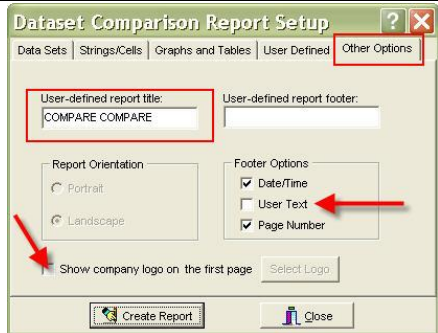 Dataset Comparison Report Setup
Data Sets Strings/Cells Graphs and Tables User Defined Other Options
User-defined report title: User-defined report footer:
COMPARE COMPARE
Report Orientation Footer Options
Portrait Date/Time
User Text
Landscape Page Number
Show company logo on the first page Select Logo
Create Report Close